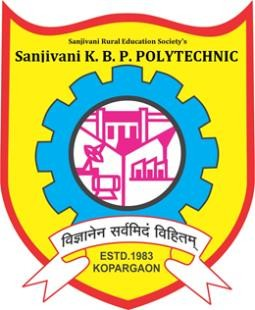 Sanjivani Rural Education Society's
Sanjivani K. B. P. POLYTECHNIC
विज्ञानेन सर्वमिदं विहितम्
ESTD.1983
KOPARGAON